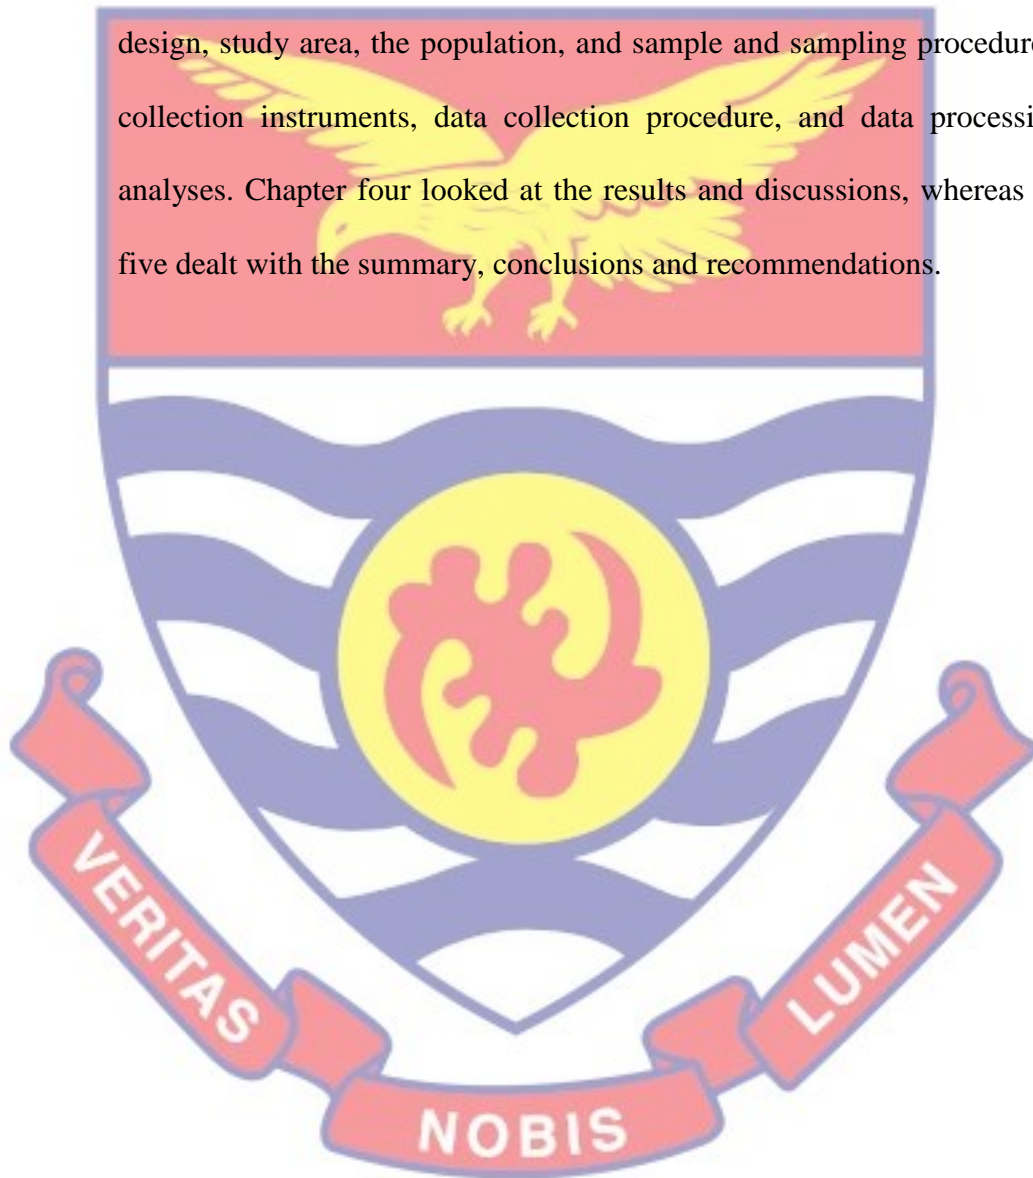 design, study area, the population, and sample and sampling procedure
collection instruments, data collection procedure, and data processi
analyses. Chapter four looked at the results and discussions, whereas
five dealt with the summary, conclusions and recommendations.
VERITAS
NOBIS
LUMEN